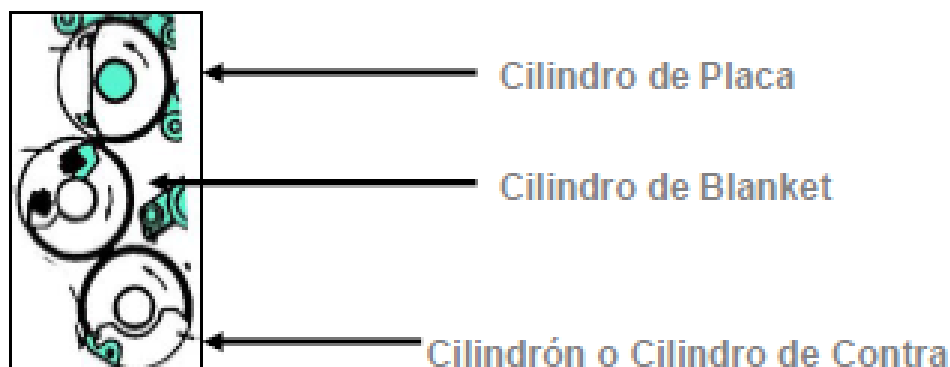 Cilindro de Placa
Cilindro de Blanket
Cilindrón o Cilindro de Contra